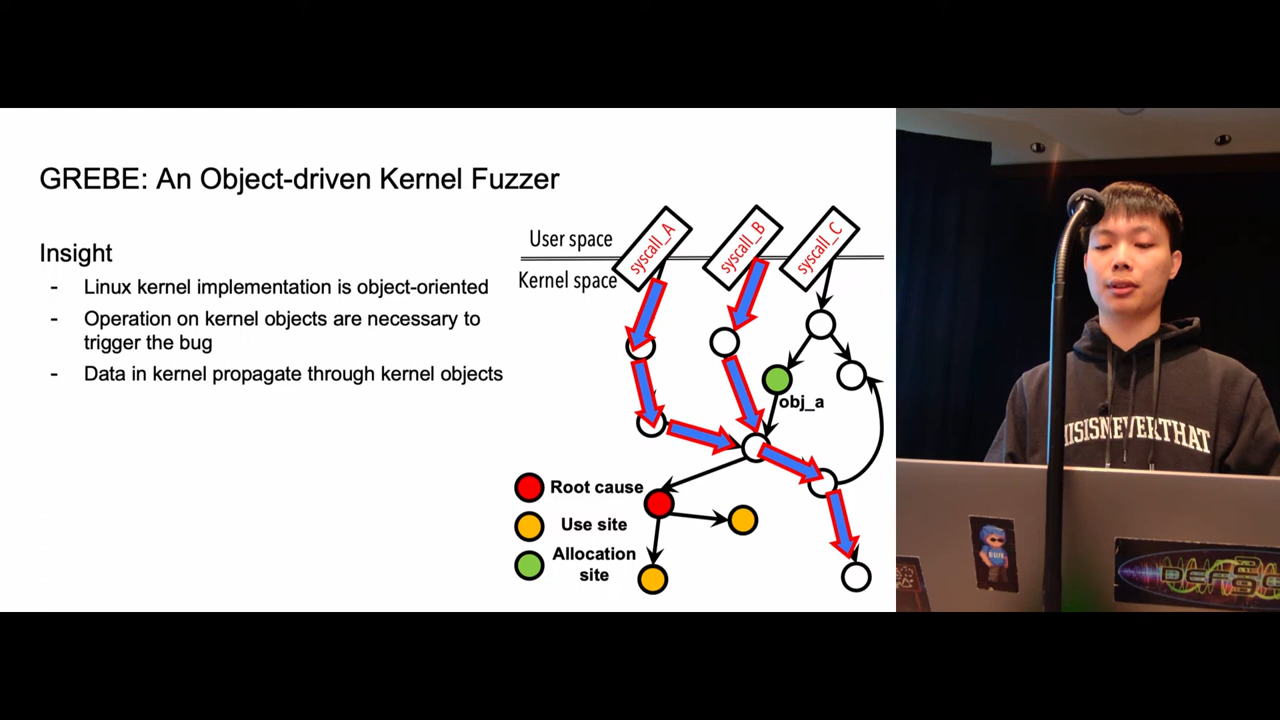 GREBE: An Object-driven Kernel Fuzzer
Insight
- Linux kernel implementation is object-oriented
- Operation on kernel objects are necessary to
trigger the bug
- Data in kernel propagate through kernel objects
User space
Kernel space
syscall_A
syscall_B
syscall_C
obj_a
Root cause
Use site
Allocation
site
HISISNEVERTHAT